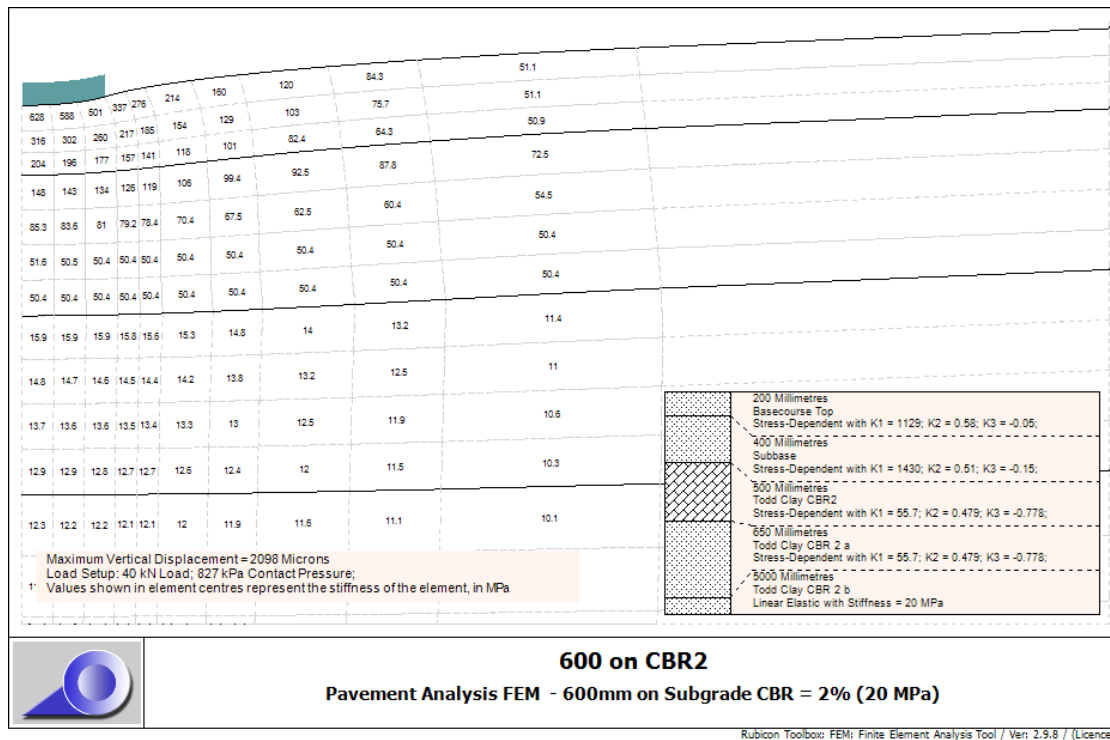 51.1
84.3
120
160
214
337 276
628 588 501
51.1
75.7
103
129
154
316 302 260 217 185
50.9
64.3
82.4
101
118
204 196 177 157 141
72.5
87.8
92.5
99.4
106
148 143 134 126 119
54.5
60.4
62.5
67.5
70.4
85.3 83.6 81 79.2 78.4
51.6 50.5 50.4 50.4 50.4 50.4 50.4 50.4 50.4 50.4
50.4 50.4 50.4 50.4 50.4 50.4 50.4 50.4 50.4 50.4
15.9 15.9 15.9 15.8 15.6 15.3 14.8 14 13.2 11.4
14.8 14.7 14.6 14.5 14.4 14.2 13.8 13.2 12.5 11
13.7 13.6 13.6 13.5 13.4 13.3 13 12.5 11.9 10.6
12.9 12.9 12.8 12.7 12.7 12.6 12.4 12 11.5 10.3
12.3 12.2 12.2 12.1 12.1 12 11.9 11.6 11.1 10.1
Maximum Vertical Displacement = 2098 Microns
Load Setup: 40 kN Load; 827 kPa Contact Pressure;
Values shown in element centres represent the stiffness of the element, in MPa
200 Millimetres
Basecourse Top
Stress-Dependent with K1 = 1129; K2 = 0.58; K3 = -0.05;
400 Millimetres
Subbase
Stress-Dependent with K1 = 1430; K2 = 0.51; K3 = -0.15;
500 Millimetres
Todd Clay CBR2
Stress-Dependent with K1 = 55.7; K2 = 0.479; K3 = -0.778;
650 Millimetres
Todd Clay CBR 2 a
Stress-Dependent with K1 = 55.7; K2 = 0.479; K3 = -0.778;
5000 Millimetres
Todd Clay CBR 2 b
Linear Elastic with Stiffness = 20 MPa
600 on CBR2
Pavement Analysis FEM - 600mm on Subgrade CBR = 2% (20 MPa)
Rubicon Toolbox: FEM: Finite Element Analysis Tool / Ver: 2.9.8 / (Licence